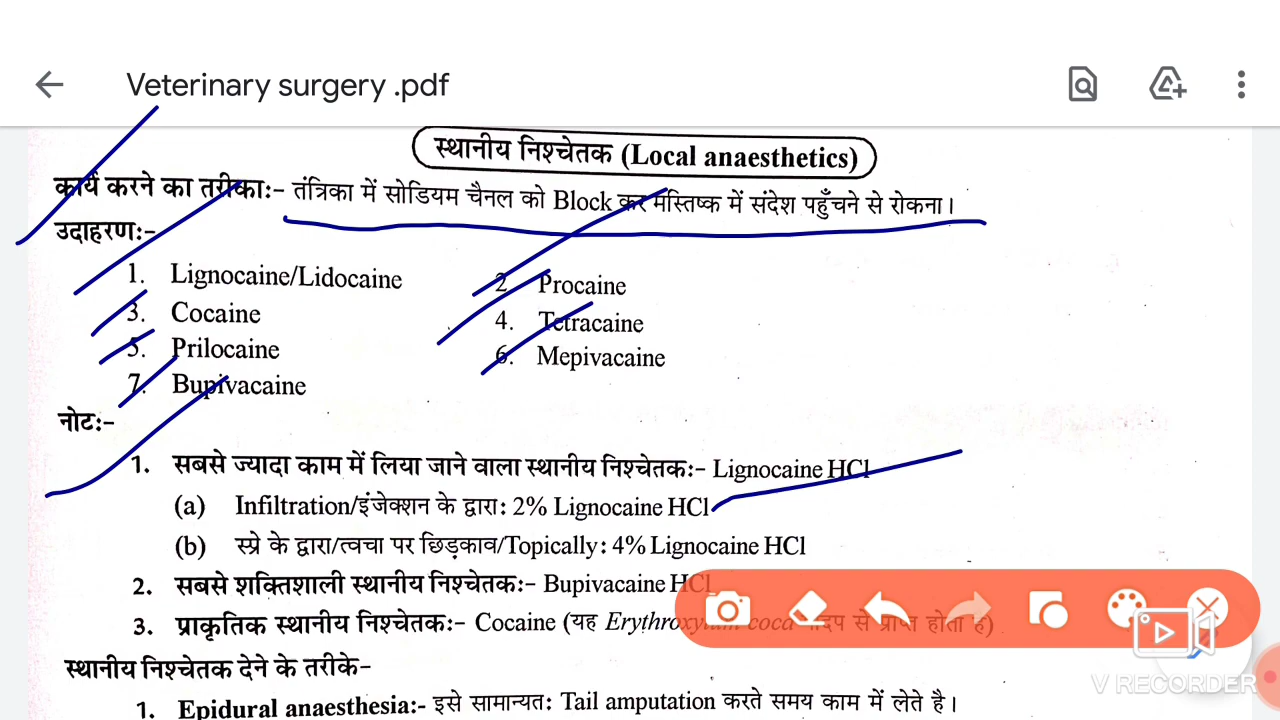 Veterinary surgery .pdf
स्थानीय निश्चेतक (Local anaesthetics)
कार्य करने का तरीका:- तंत्रिका में सोडियम चैनल को Block कर मस्तिष्क में संदेश पहुँचने से रोकना।
उदाहरण:-
1. Lignocaine/Lidocaine 2. Procaine
3. Cocaine 4. Tetracaine
5. Prilocaine 6. Mepivacaine
7. Bupivacaine
नोट:-
1. सबसे ज्यादा काम में लिया जाने वाला स्थानीय निश्चेतक:- Lignocaine HCl
(a) Infiltration/इंजेक्शन के द्वारा: 2% Lignocaine HCl
(b) स्प्रे के द्वारा/त्वचा पर छिड़काव/Topically: 4% Lignocaine HCl
2. सबसे शक्तिशाली स्थानीय निश्चेतक:- Bupivacaine HCl
3. प्राकृतिक स्थानीय निश्चेतक:- Cocaine (यह Erythroxylum coca पादप से प्राप्त होता है)
स्थानीय निश्चेतक देने के तरीके-
1. Epidural anaesthesia:- इसे सामान्यत: Tail amputation करते समय काम में लेते है।
V RECORDER